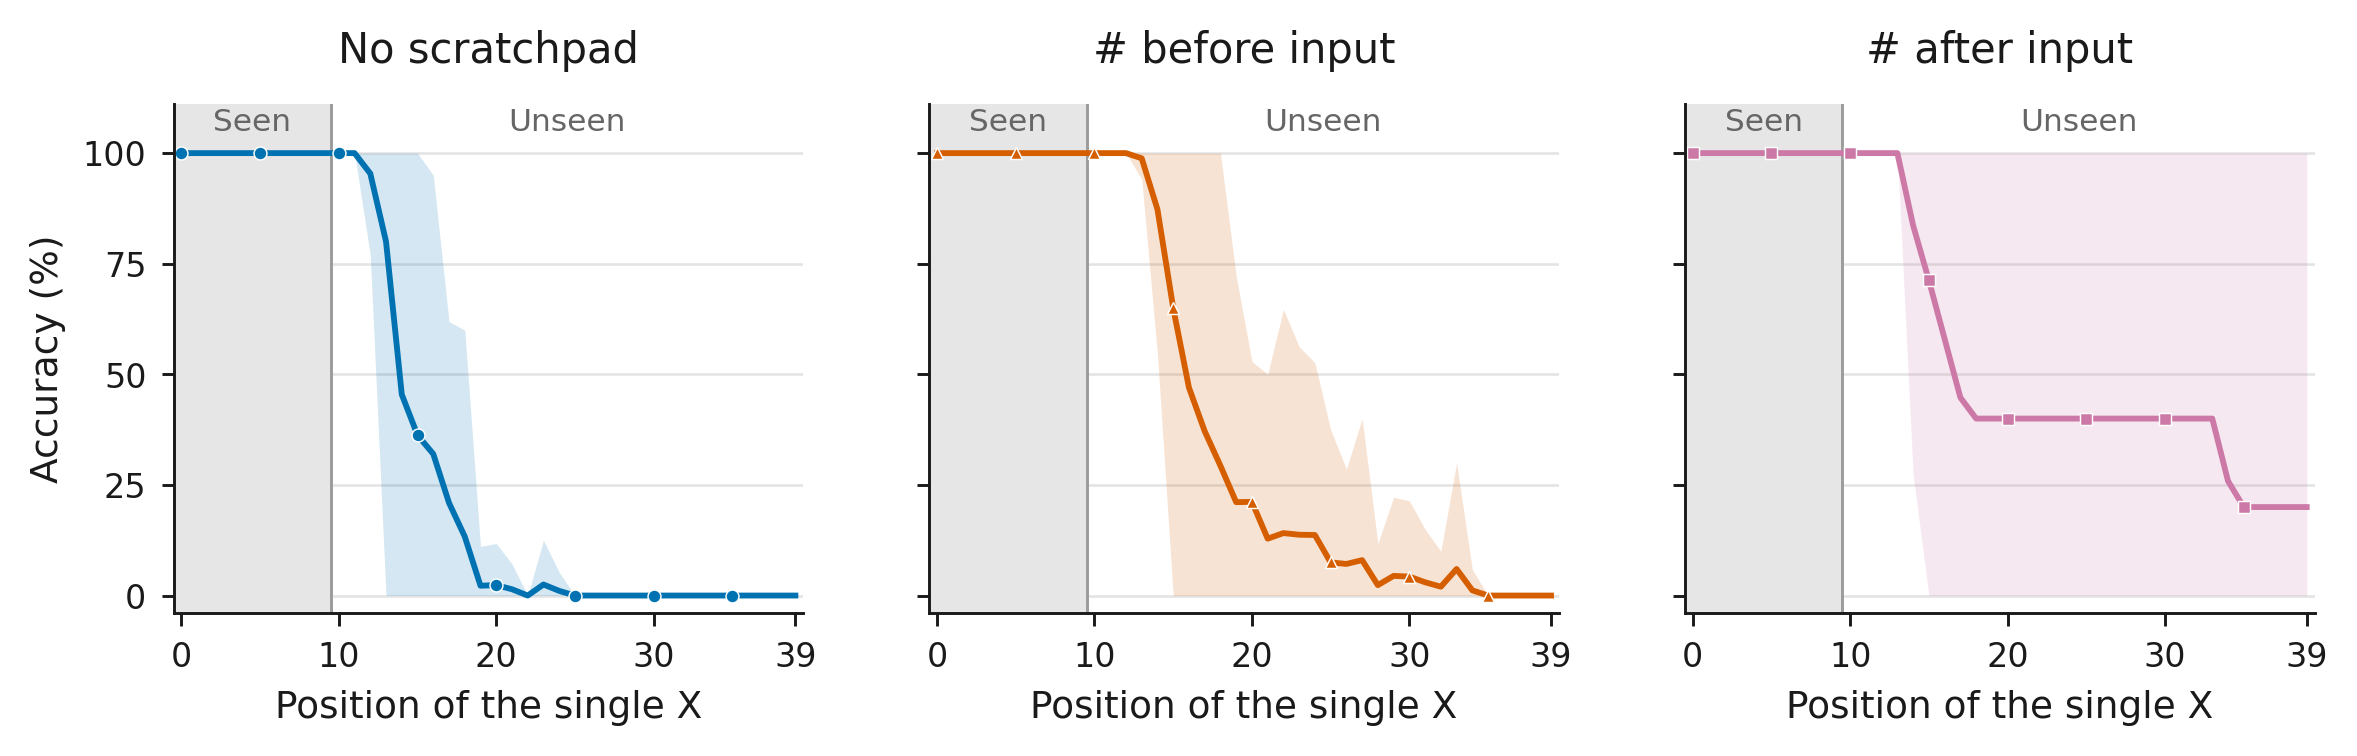 No scratchpad
# before input
# after input
Seen
Unseen
Seen
Unseen
Seen
Unseen
Accuracy (%)
100
75
50
25
0
0 10 20 30 39
0 10 20 30 39
0 10 20 30 39
Position of the single X
Position of the single X
Position of the single X